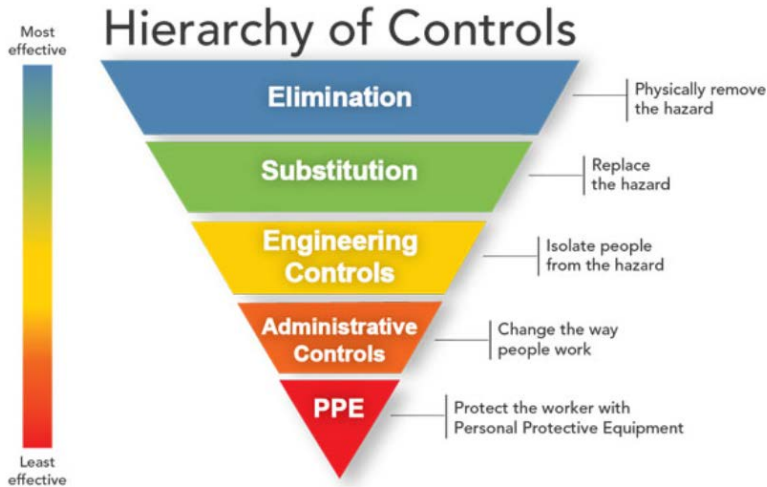 Hierarchy of Controls
Most
effective
Elimination
Physically remove
the hazard
Substitution
Replace
the hazard
Engineering
Controls
Isolate people
from the hazard
Administrative
Controls
Change the way
people work
PPE
Protect the worker with
Personal Protective Equipment
Least
effective